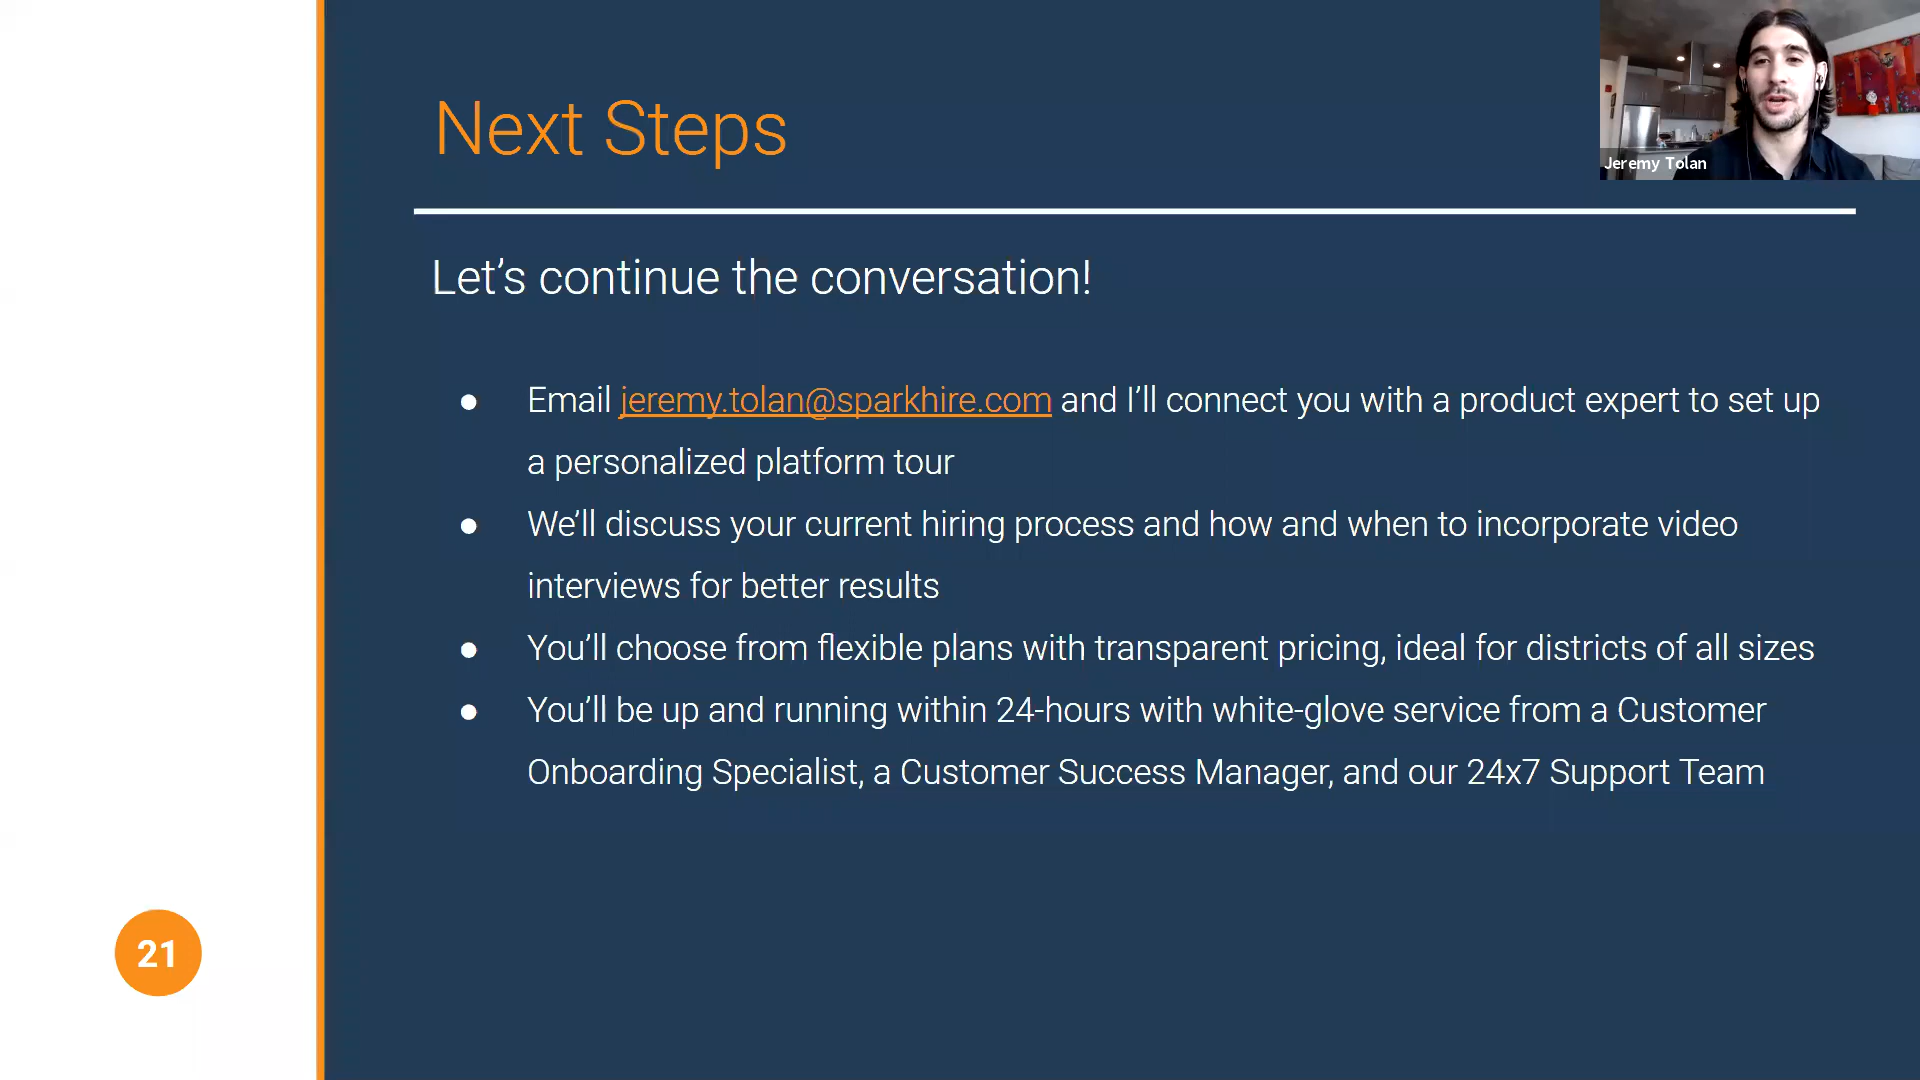 Next Steps
Jeremy Tolan
Let’s continue the conversation!
● Email jeremy.tolan@sparkhire.com and I’ll connect you with a product expert to set up
a personalized platform tour
● We’ll discuss your current hiring process and how and when to incorporate video
interviews for better results
● You’ll choose from flexible plans with transparent pricing, ideal for districts of all sizes
● You’ll be up and running within 24-hours with white-glove service from a Customer
Onboarding Specialist, a Customer Success Manager, and our 24x7 Support Team
21